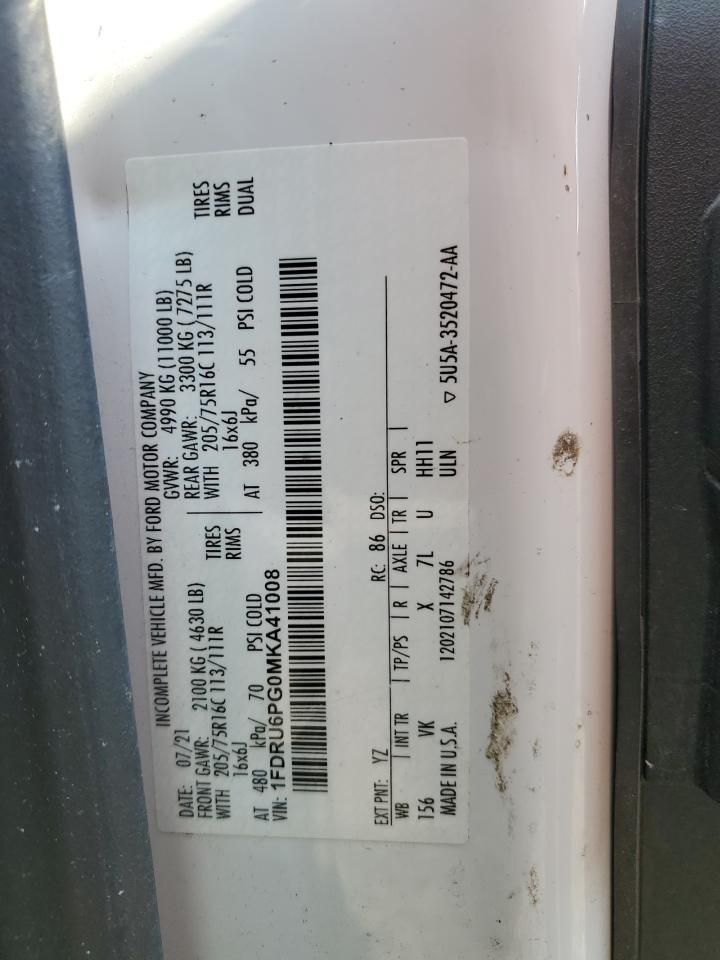 INCOMPLETE VEHICLE MFD. BY FORD MOTOR COMPANY
DATE: 07/21 GVWR: 4990 KG (11000 LB)
FRONT GAWR: 2100 KG ( 4630 LB) REAR GAWR: 3300 KG ( 7275 LB)
WITH 205/75R16C 113/111R TIRES WITH 205/75R16C 113/111R TIRES
16x6J RIMS 16x6J RIMS
AT 480 kPa/ 70 PSI COLD AT 380 kPa/ 55 PSI COLD DUAL
VIN: 1FDRU6PG0MKA41008
EXT PNT: YZ RC: 86 DSO:
WB | INT TR | TP/PS | R | AXLE | TR | SPR |
156 VK X 7L U HH11
MADE IN U.S.A. 1202107142786 ULN
▽ 5U5A-3520472-AA